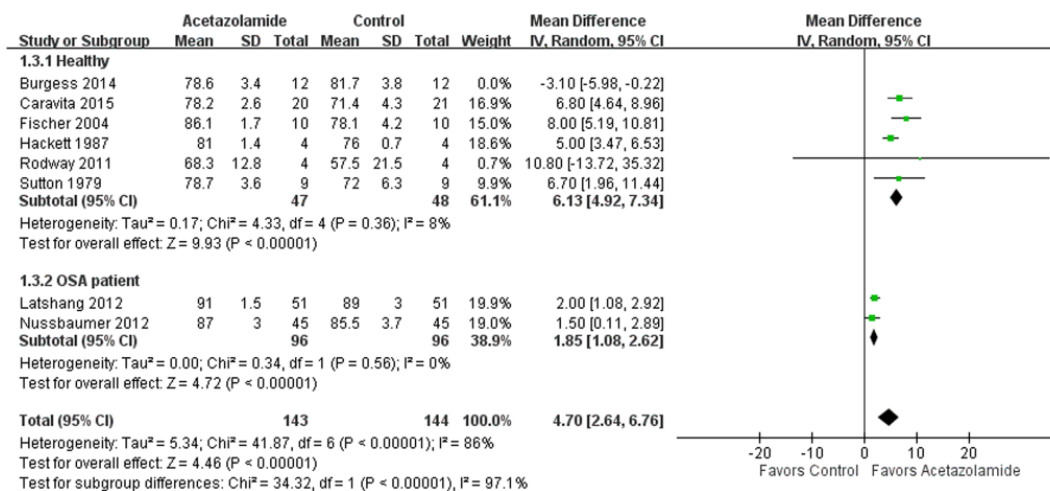 Acetazolamide Control Mean Difference Mean Difference
Study or Subgroup Mean SD Total Mean SD Total Weight IV, Random, 95% CI IV, Random, 95% CI
1.3.1 Healthy
Burgess 2014 78.6 3.4 12 81.7 3.8 12 0.0% -3.10 [-5.98, -0.22]
Caravita 2015 78.2 2.6 20 71.4 4.3 21 16.9% 6.80 [4.64, 8.96]
Fischer 2004 86.1 1.7 10 78.1 4.2 10 15.0% 8.00 [5.19, 10.81]
Hackett 1987 81 1.4 4 76 0.7 4 18.6% 5.00 [3.47, 6.53]
Rodway 2011 68.3 12.8 4 57.5 21.5 4 0.7% 10.80 [-13.72, 35.32]
Sutton 1979 78.7 3.6 9 72 6.3 9 9.9% 6.70 [1.96, 11.44]
Subtotal (95% CI) 47 48 61.1% 6.13 [4.92, 7.34]
Heterogeneity: Tau² = 0.17; Chi² = 4.33, df = 4 (P = 0.36); I² = 8%
Test for overall effect: Z = 9.93 (P < 0.00001)
1.3.2 OSA patient
Latshang 2012 91 1.5 51 89 3 51 19.9% 2.00 [1.08, 2.92]
Nussbaumer 2012 87 3 45 85.5 3.7 45 19.0% 1.50 [0.11, 2.89]
Subtotal (95% CI) 96 96 38.9% 1.85 [1.08, 2.62]
Heterogeneity: Tau² = 0.00; Chi² = 0.34, df = 1 (P = 0.56); I² = 0%
Test for overall effect: Z = 4.72 (P < 0.00001)
Total (95% CI) 143 144 100.0% 4.70 [2.64, 6.76]
Heterogeneity: Tau² = 5.34; Chi² = 41.87, df = 6 (P < 0.00001); I² = 86%
Test for overall effect: Z = 4.46 (P < 0.00001)
Test for subgroup differences: Chi² = 34.32, df = 1 (P < 0.00001), I² = 97.1%
-20 -10 0 10 20
Favors Control Favors Acetazolamide